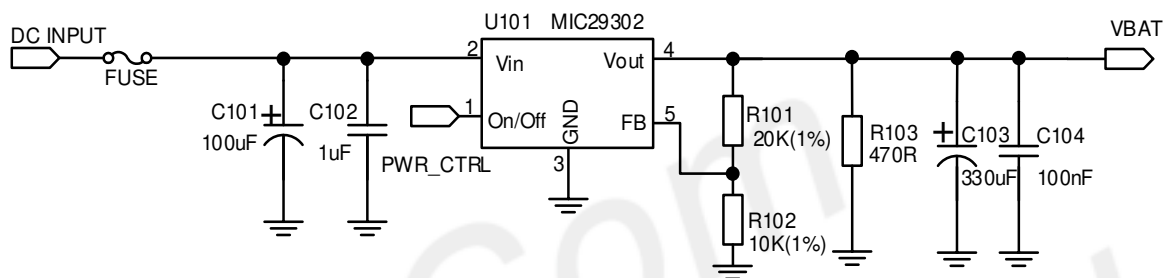 U101 MIC29302
DC INPUT
VBAT
2
4
FUSE
Vin
Vout
C101
+
C102
1
On/Off
GND
FB
5
R101
100uF
1uF
20K(1%)
R103
+
C103
C104
PWR_CTRL
3
470R
330uF
100nF
R102
10K(1%)
Com